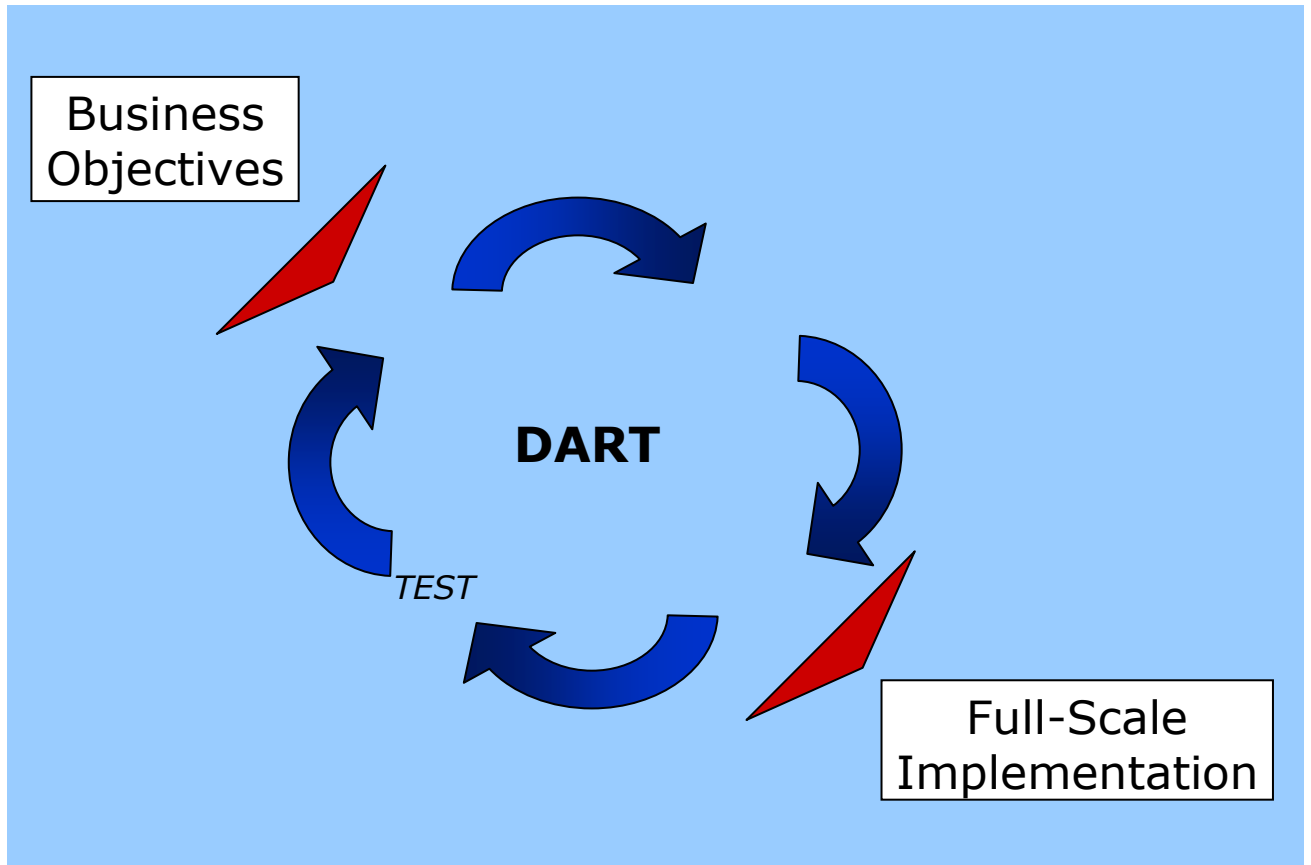 Business
Objectives
DART
TEST
Full-Scale
Implementation